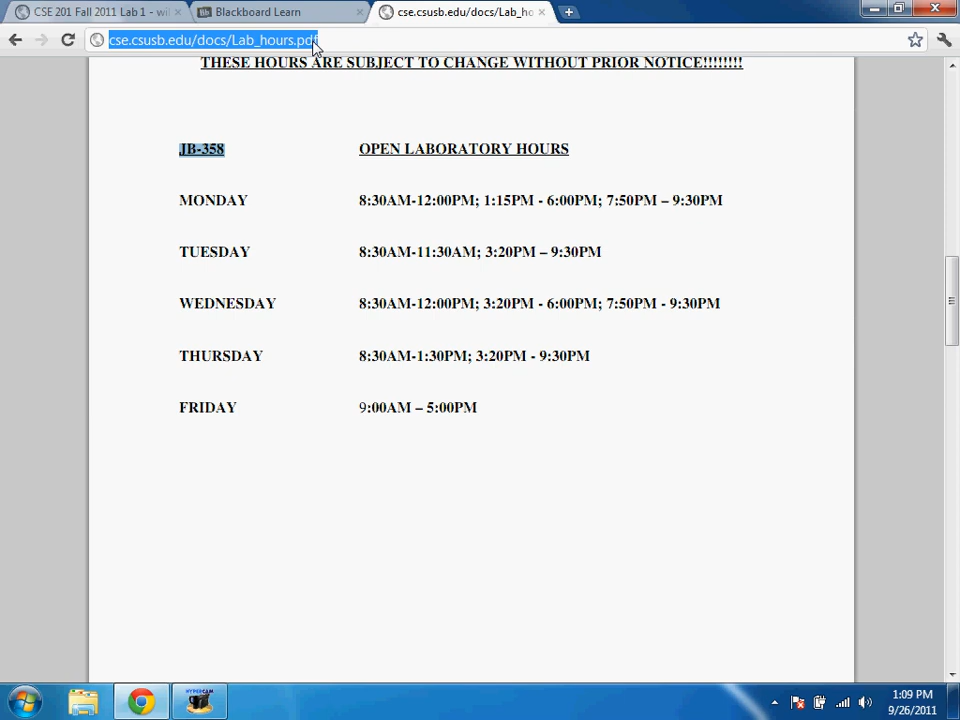 CSE 201 Fall 2011 Lab 1 - wil
Blackboard Learn
cse.csusb.edu/docs/Lab_ho
cse.csusb.edu/docs/Lab_hours.pdf
THESE HOURS ARE SUBJECT TO CHANGE WITHOUT PRIOR NOTICE!!!!!!!!
JB-358 OPEN LABORATORY HOURS
MONDAY 8:30AM-12:00PM; 1:15PM - 6:00PM; 7:50PM – 9:30PM
TUESDAY 8:30AM-11:30AM; 3:20PM – 9:30PM
WEDNESDAY 8:30AM-12:00PM; 3:20PM - 6:00PM; 7:50PM - 9:30PM
THURSDAY 8:30AM-1:30PM; 3:20PM - 9:30PM
FRIDAY 9:00AM – 5:00PM
HYPERCAM
1:09 PM
9/26/2011